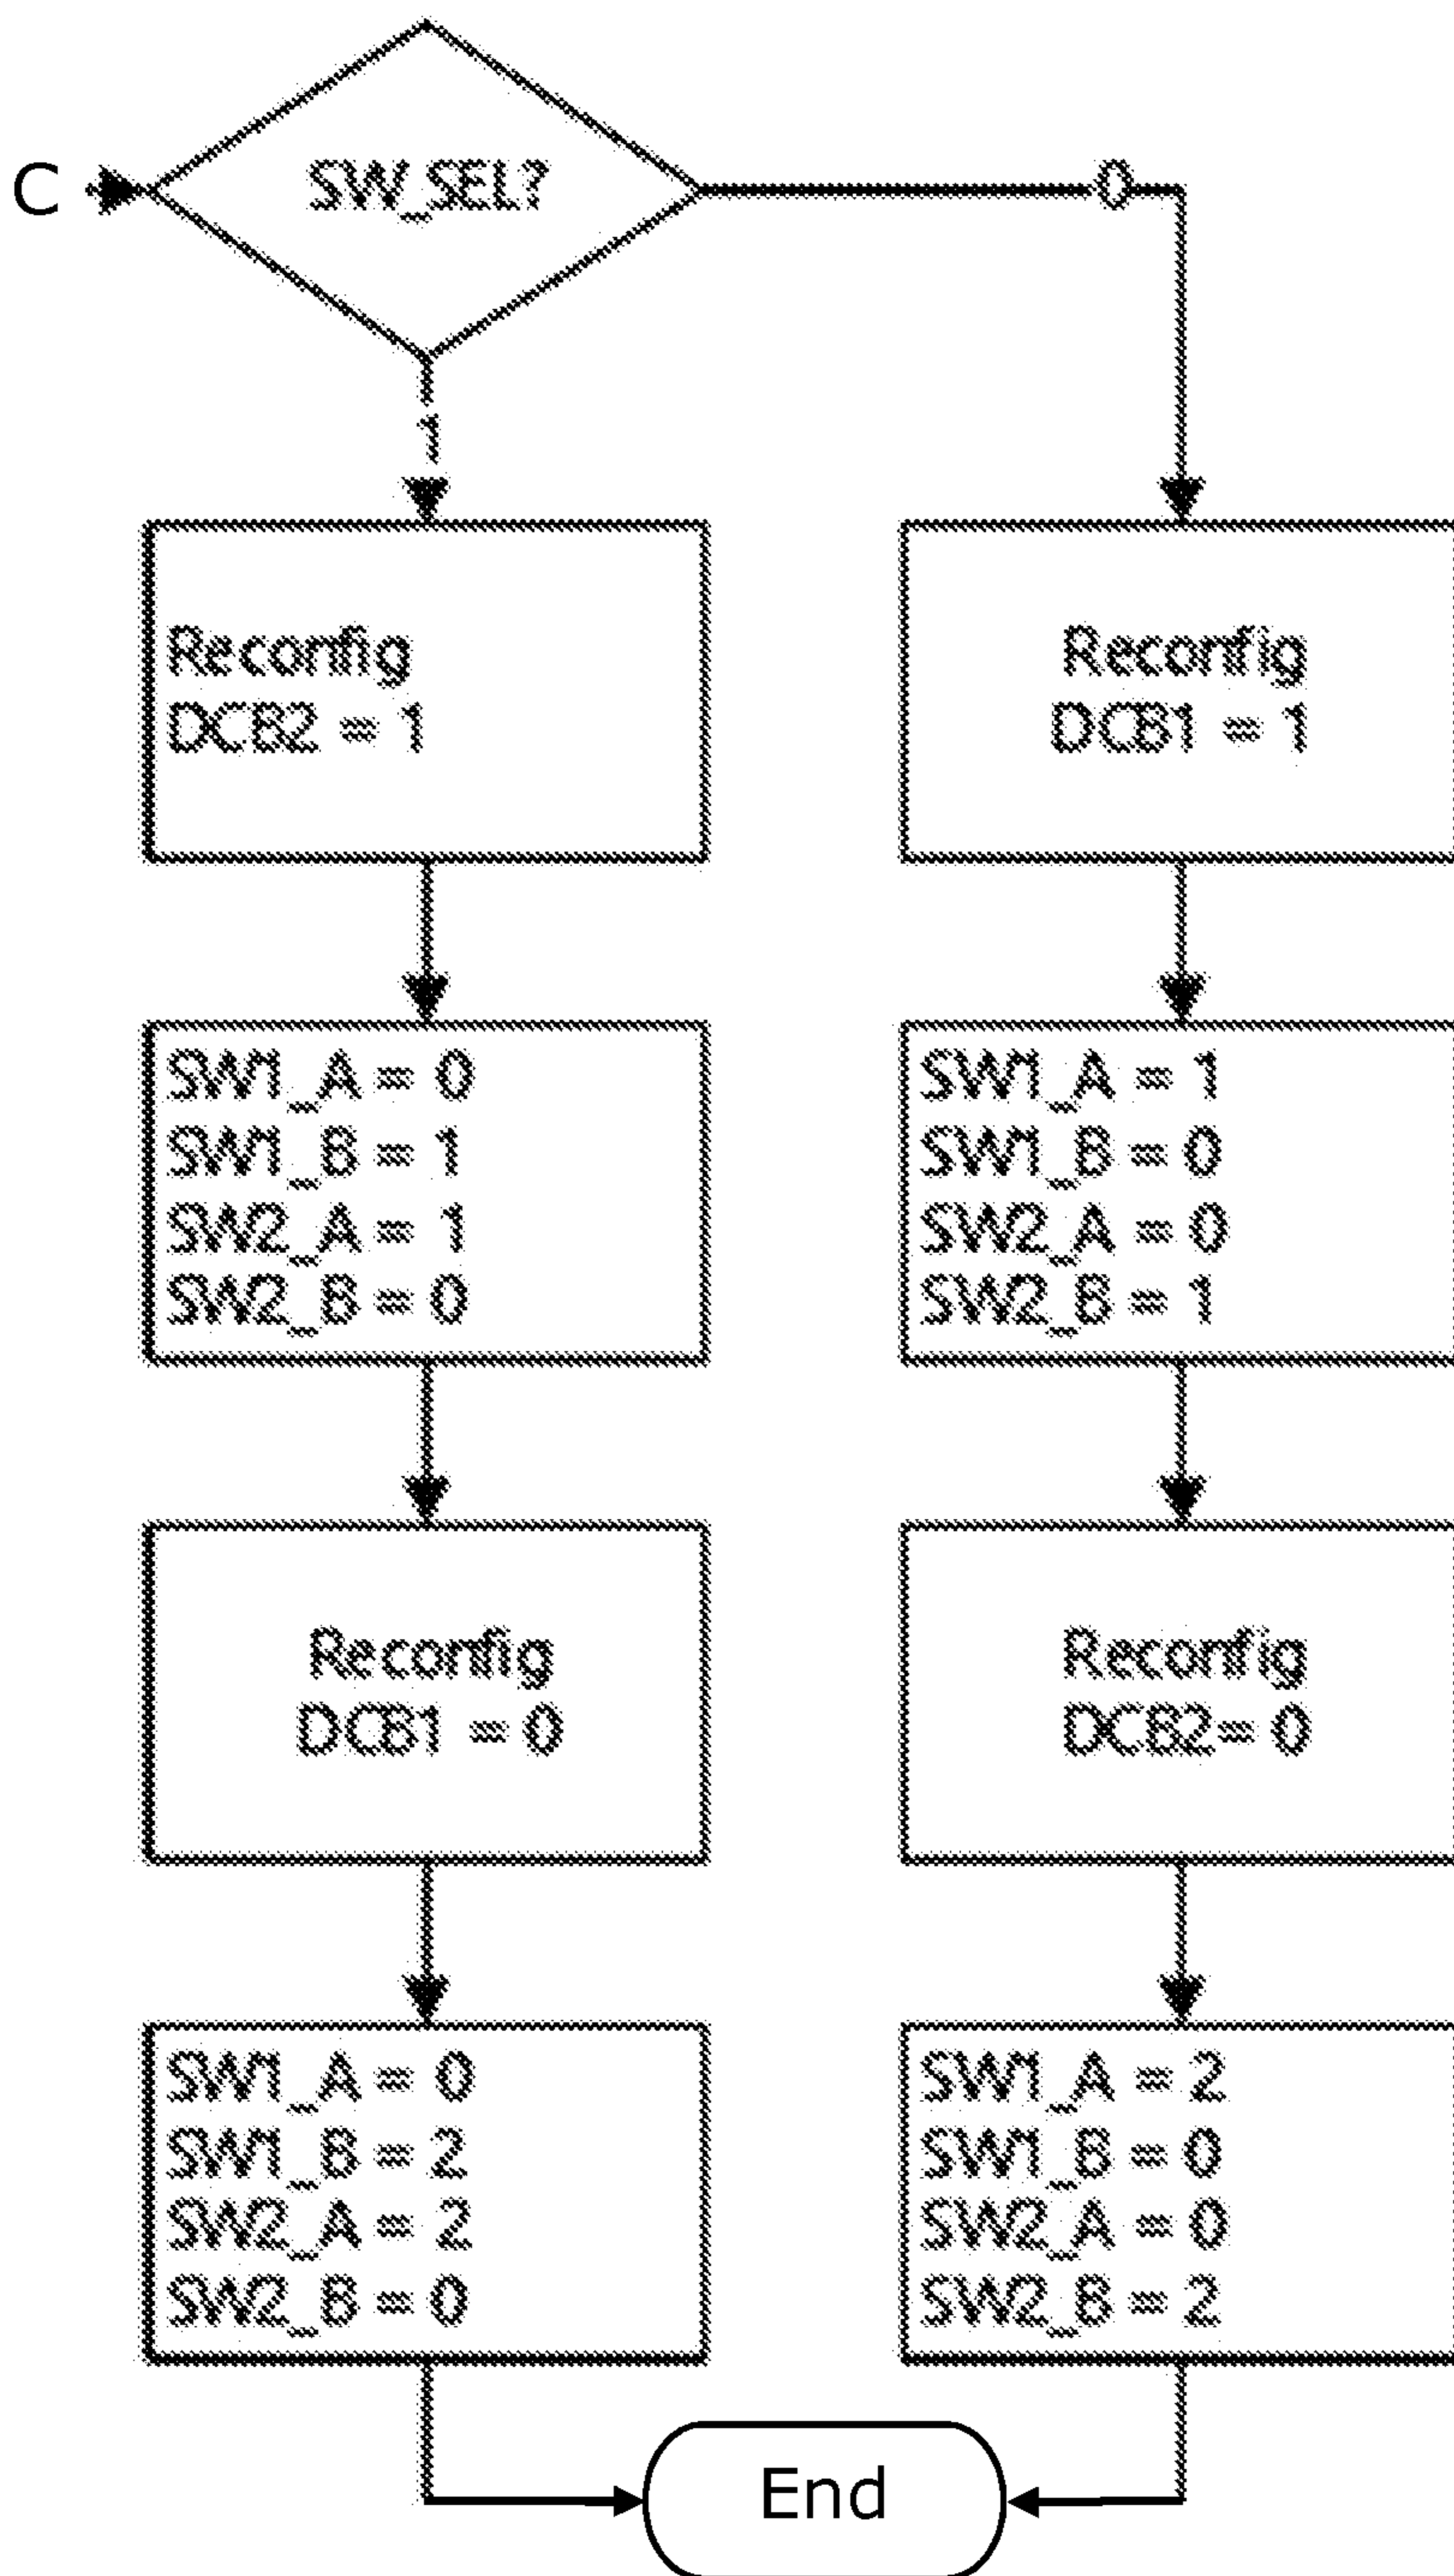 C
SW_SEL?
0
1
Reconfig
DCB2 = 1
Reconfig
DCB1 = 1
SW1_A = 0
SW1_B = 1
SW2_A = 1
SW2_B = 0
SW1_A = 1
SW1_B = 0
SW2_A = 0
SW2_B = 1
Reconfig
DCB1 = 0
Reconfig
DCB2= 0
SW1_A = 0
SW1_B = 2
SW2_A = 2
SW2_B = 0
SW1_A = 2
SW1_B = 0
SW2_A = 0
SW2_B = 2
End